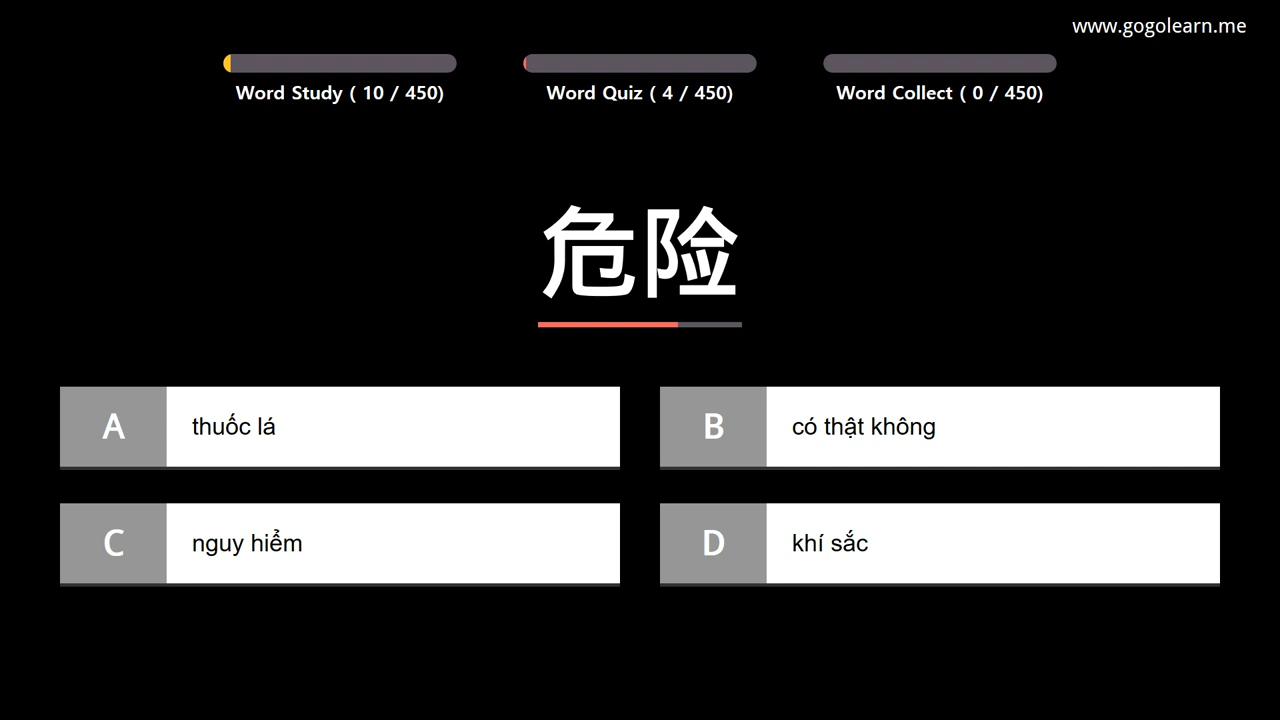 www.gogolearn.me
Word Study ( 10 / 450)
Word Quiz ( 4 / 450)
Word Collect ( 0 / 450)
危险
A thuốc lá
B có thật không
C nguy hiểm
D khí sắc